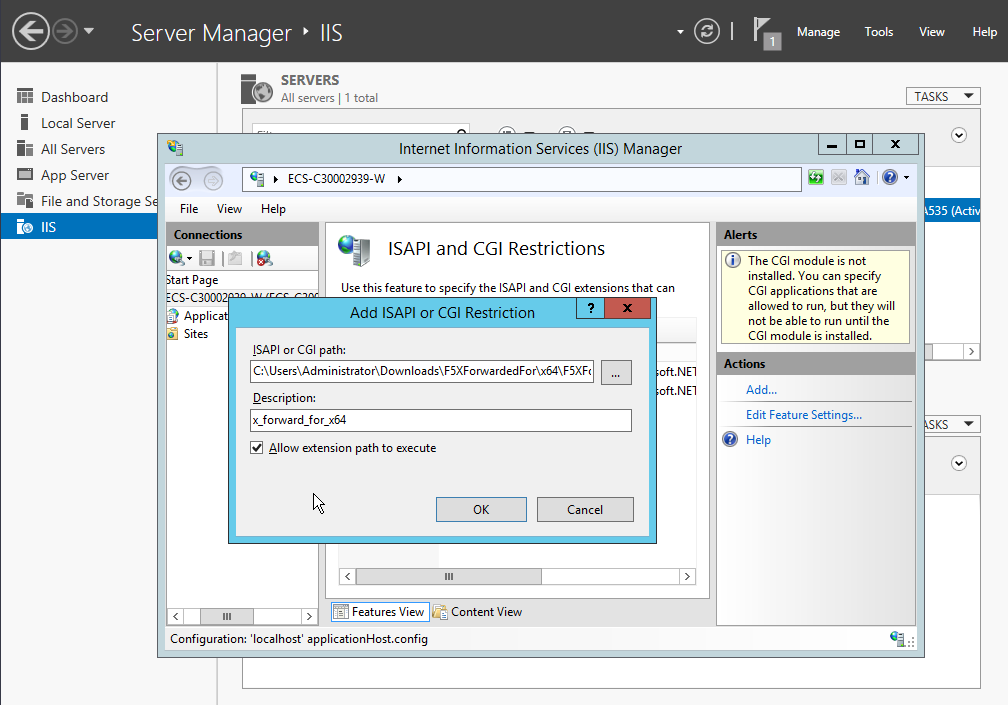 Server Manager ‣ IIS
1
Manage
Tools
View
Help
Dashboard
Local Server
All Servers
App Server
File and Storage Se
IIS
SERVERS
All servers | 1 total
TASKS
Internet Information Services (IIS) Manager
ECS-C30002939-W
File
View
Help
A535 (Activ
Connections
Start Page
ECS-C30002939-W (ECS-C300
Applicat
Sites
ISAPI and CGI Restrictions
Use this feature to specify the ISAPI and CGI extensions that can
soft.NET
soft.NET
Alerts
The CGI module is not
installed. You can specify
CGI applications that are
allowed to run, but they will
not be able to run until the
CGI module is installed.
Actions
Add...
Edit Feature Settings...
Help
TASKS
Add ISAPI or CGI Restriction
?
X
ISAPI or CGI path:
C:\Users\Administrator\Downloads\F5XForwardedFor\x64\F5XFo
...
Description:
x_forward_for_x64
Allow extension path to execute
OK
Cancel
Features View
Content View
Configuration: 'localhost' applicationHost.config